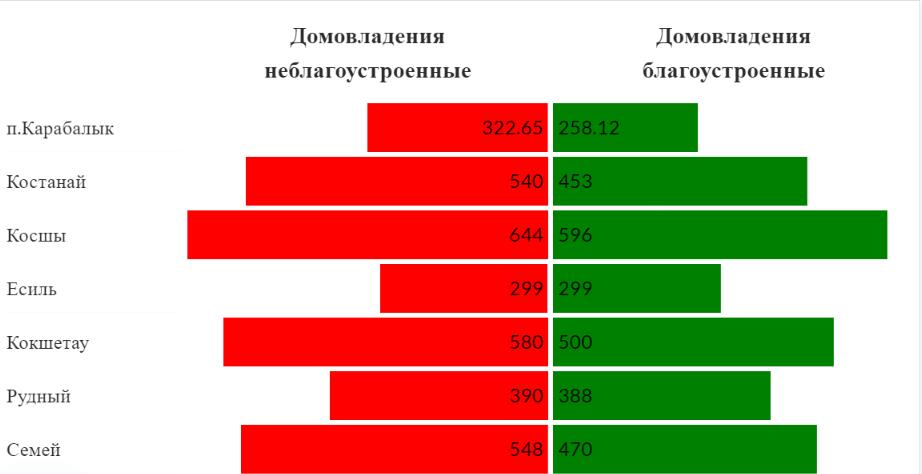 Домовладения Домовладения
неблагоустроенные благоустроенные
п.Карабалык 322.65 258.12
Костанай 540 453
Косшы 644 596
Есиль 299 299
Кокшетау 580 500
Рудный 390 388
Семей 548 470